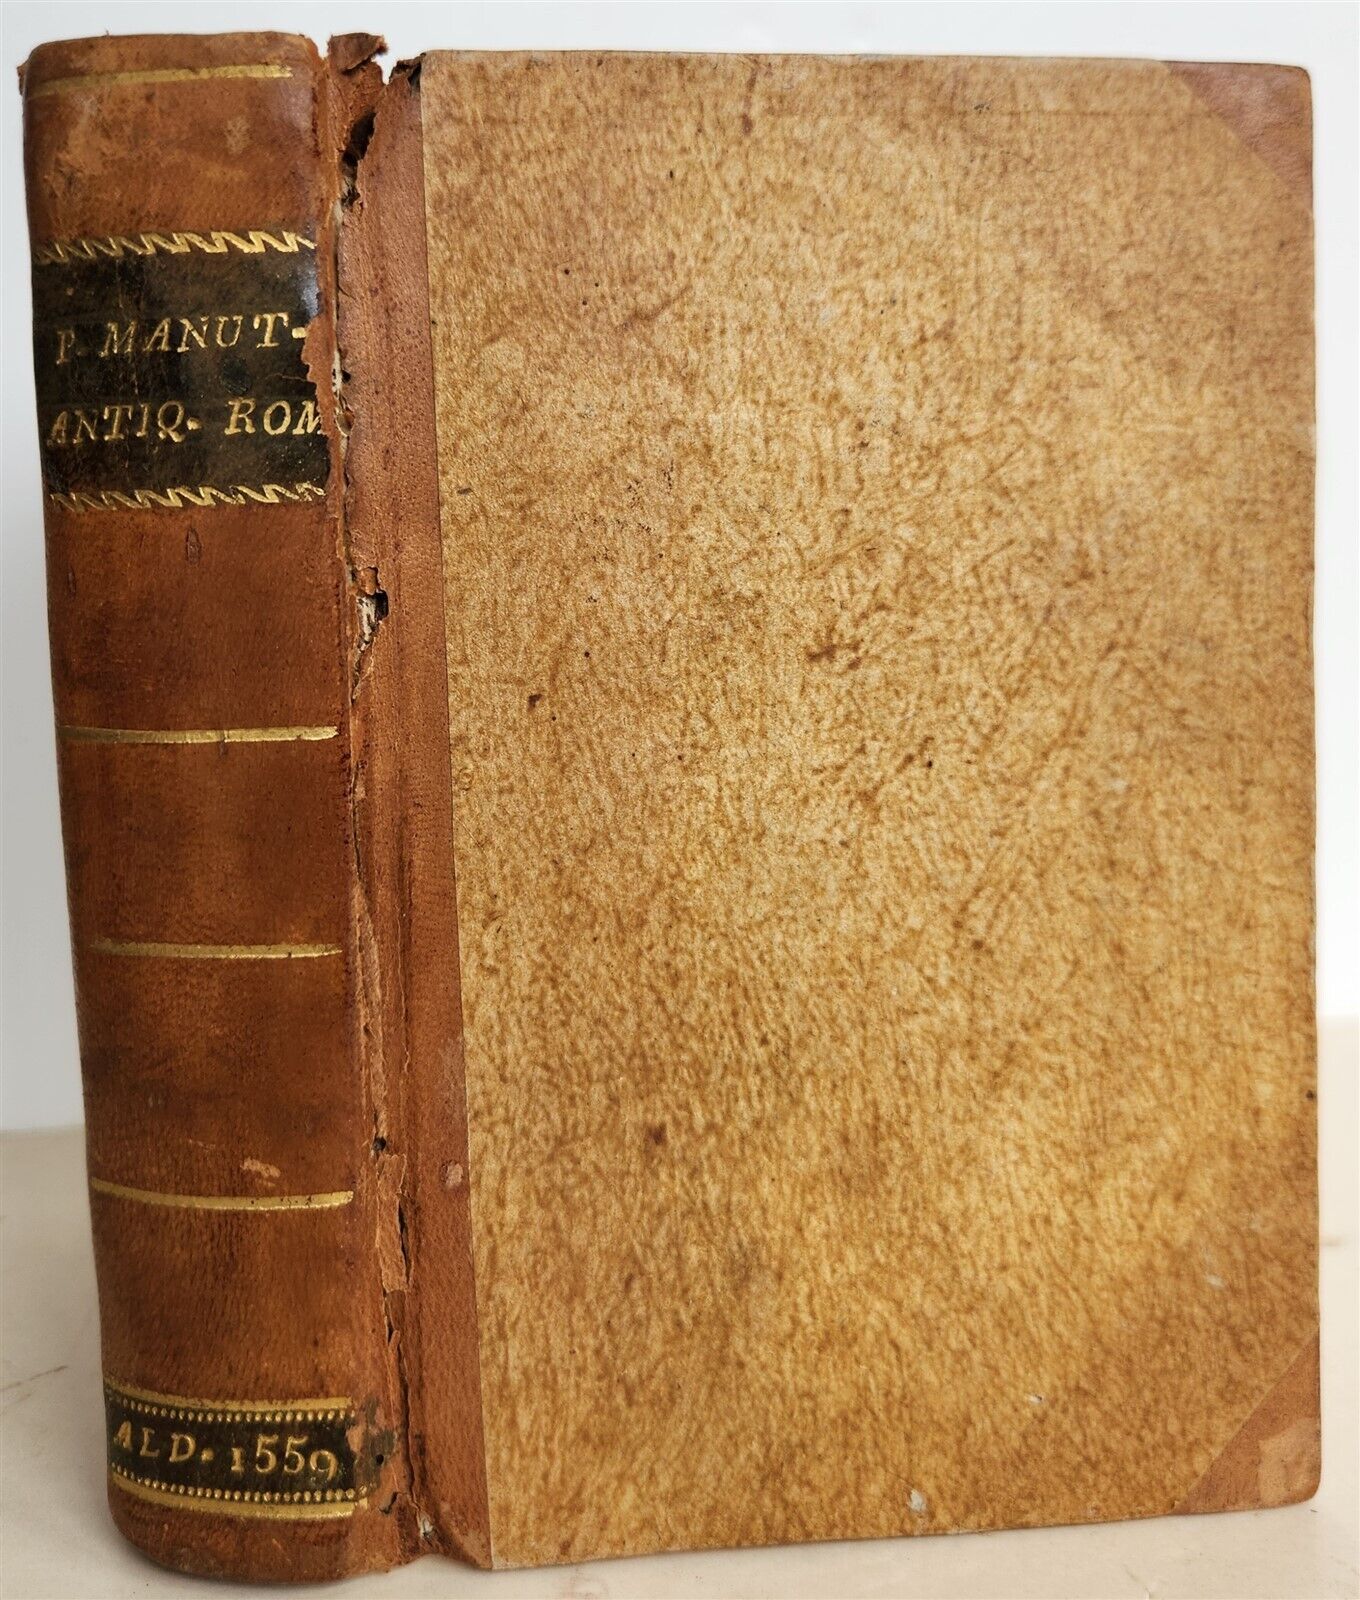 P. MANUT-
ANTIQ. ROM
ALD. 1559